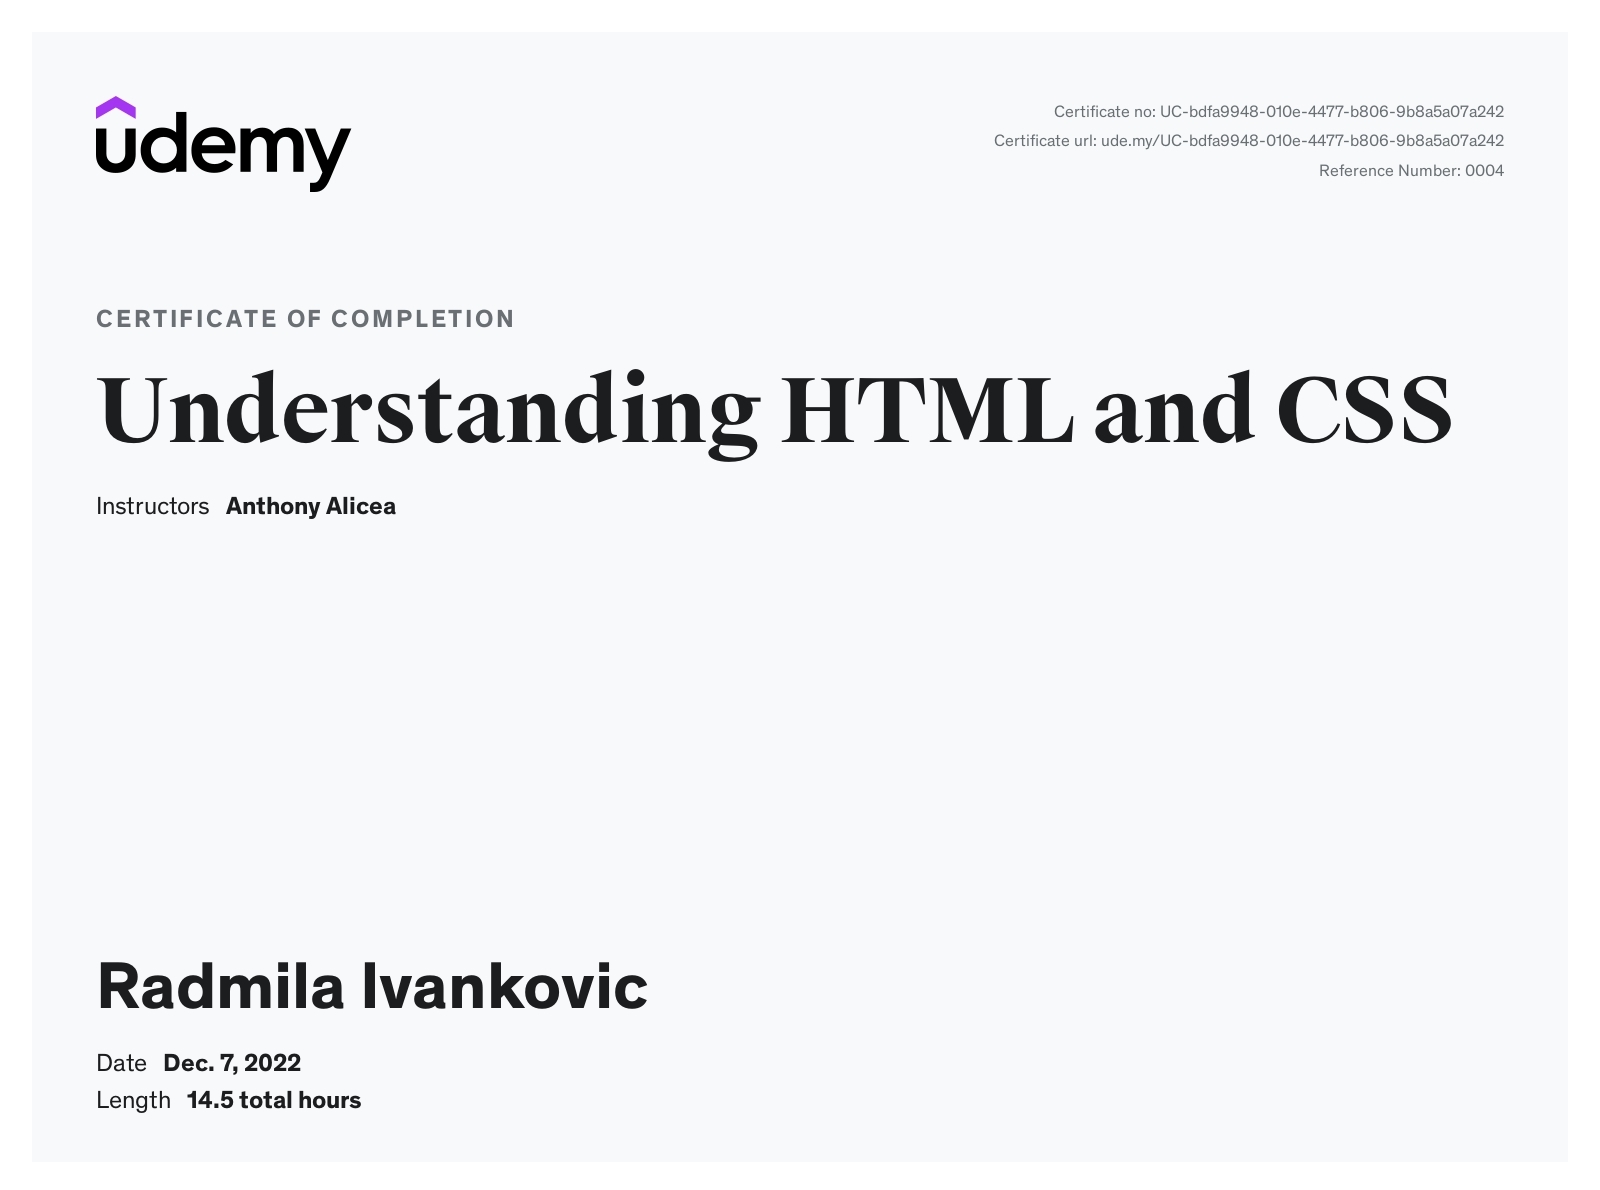 udemy
Certificate no: UC-bdfa9948-010e-4477-b806-9b8a5a07a242
Certificate url: ude.my/UC-bdfa9948-010e-4477-b806-9b8a5a07a242
Reference Number: 0004
CERTIFICATE OF COMPLETION
Understanding HTML and CSS
Instructors Anthony Alicea
Radmila Ivankovic
Date Dec. 7, 2022
Length 14.5 total hours